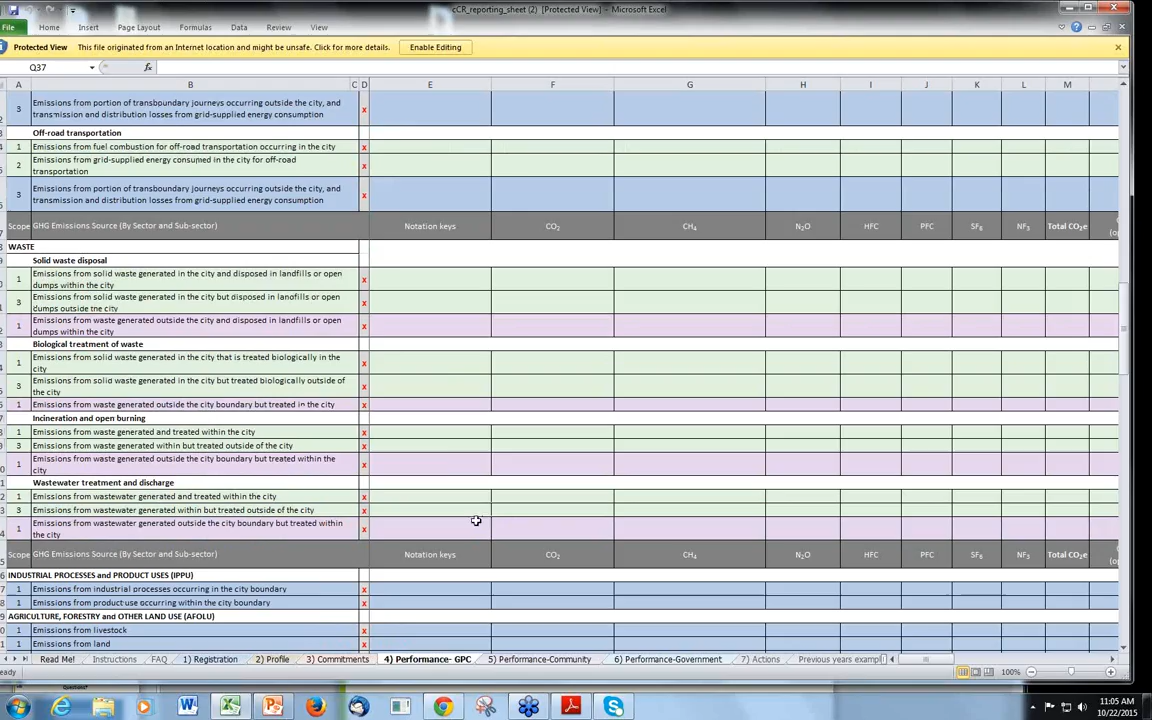 cCR_reporting_sheet (2) [Protected View] - Microsoft Excel
File Home Insert Page Layout Formulas Data Review View
Protected View This file originated from an Internet location and might be unsafe. Click for more details. Enable Editing
Q37 fx
A B C D E F G H I J K L M
3 Emissions from portion of transboundary journeys occurring outside the city, and
transmission and distribution losses from grid-supplied energy consumption x
Off-road transportation
1 Emissions from fuel combustion for off-road transportation occurring in the city x
2 Emissions from grid-supplied energy consumed in the city for off-road
transportation x
3 Emissions from portion of transboundary journeys occurring outside the city, and
transmission and distribution losses from grid-supplied energy consumption x
Scope GHG Emissions Source (By Sector and Sub-sector) Notation keys CO₂ CH₄ N₂O HFC PFC SF₆ NF₃ Total CO₂e
WASTE
Solid waste disposal
1 Emissions from solid waste generated in the city and disposed in landfills or open
dumps within the city x
3 Emissions from solid waste generated in the city but disposed in landfills or open
dumps outside the city x
1 Emissions from waste generated outside the city and disposed in landfills or open
dumps within the city x
Biological treatment of waste
1 Emissions from solid waste generated in the city that is treated biologically in the
city x
3 Emissions from solid waste generated in the city but treated biologically outside of
the city x
1 Emissions from waste generated outside the city boundary but treated in the city x
Incineration and open burning
1 Emissions from waste generated and treated within the city x
3 Emissions from waste generated within but treated outside of the city x
1 Emissions from waste generated outside the city boundary but treated within the
city x
Wastewater treatment and discharge
1 Emissions from wastewater generated and treated within the city x
3 Emissions from wastewater generated within but treated outside of the city x
1 Emissions from wastewater generated outside the city boundary but treated within
the city x
Scope GHG Emissions Source (By Sector and Sub-sector) Notation keys CO₂ CH₄ N₂O HFC PFC SF₆ NF₃ Total CO₂e
INDUSTRIAL PROCESSES and PRODUCT USES (IPPU)
1 Emissions from industrial processes occurring in the city boundary x
1 Emissions from product use occurring within the city boundary x
AGRICULTURE, FORESTRY and OTHER LAND USE (AFOLU)
1 Emissions from livestock x
1 Emissions from land x
Read Me! Instructions FAQ 1) Registration 2) Profile 3) Commitments 4) Performance- GPC 5) Performance-Community 6) Performance-Government 7) Actions Previous years exampl
100%
11:05 AM
10/22/2015